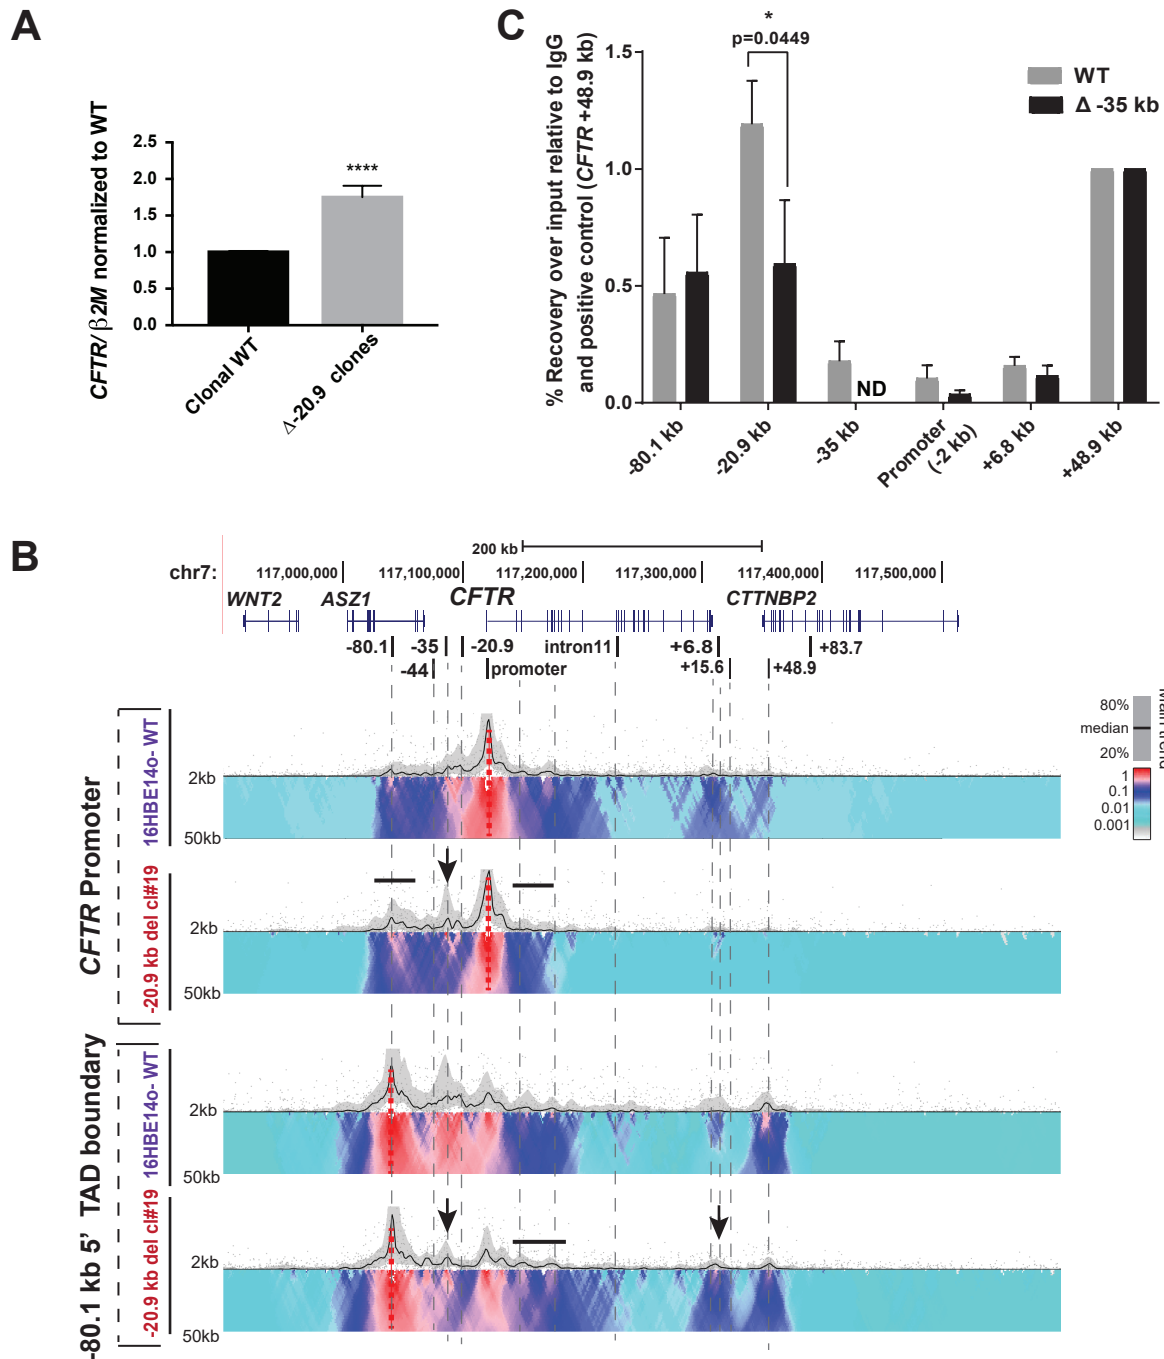 A
CFTR/β2M normalized to WT
2.5
2.0
1.5
1.0
0.5
0.0
****
Clonal WT
Δ-20.9 clones
C
% Recovery over input relative to IgG
and positive control (CFTR +48.9 kb)
1.5
1.0
0.5
0.0
*
p=0.0449
WT
Δ -35 kb
ND
-80.1 kb
-20.9 kb
-35 kb
Promoter
(-2 kb)
+6.8 kb
+48.9 kb
B
200 kb
chr7:
117,000,000
117,100,000
117,200,000
117,300,000
117,400,000
117,500,000
WNT2
ASZ1
CFTR
CTTNBP2
-80.1
-35
-20.9
intron11
+6.8
+83.7
-44
promoter
+15.6
+48.9
CFTR Promoter
16HBE14o- WT
2kb
50kb
-20.9 kb del cl#19
2kb
50kb
-80.1 kb 5' TAD boundary
16HBE14o- WT
2kb
50kb
-20.9 kb del cl#19
2kb
50kb
80%
median
20%
1
0.1
0.01
0.001